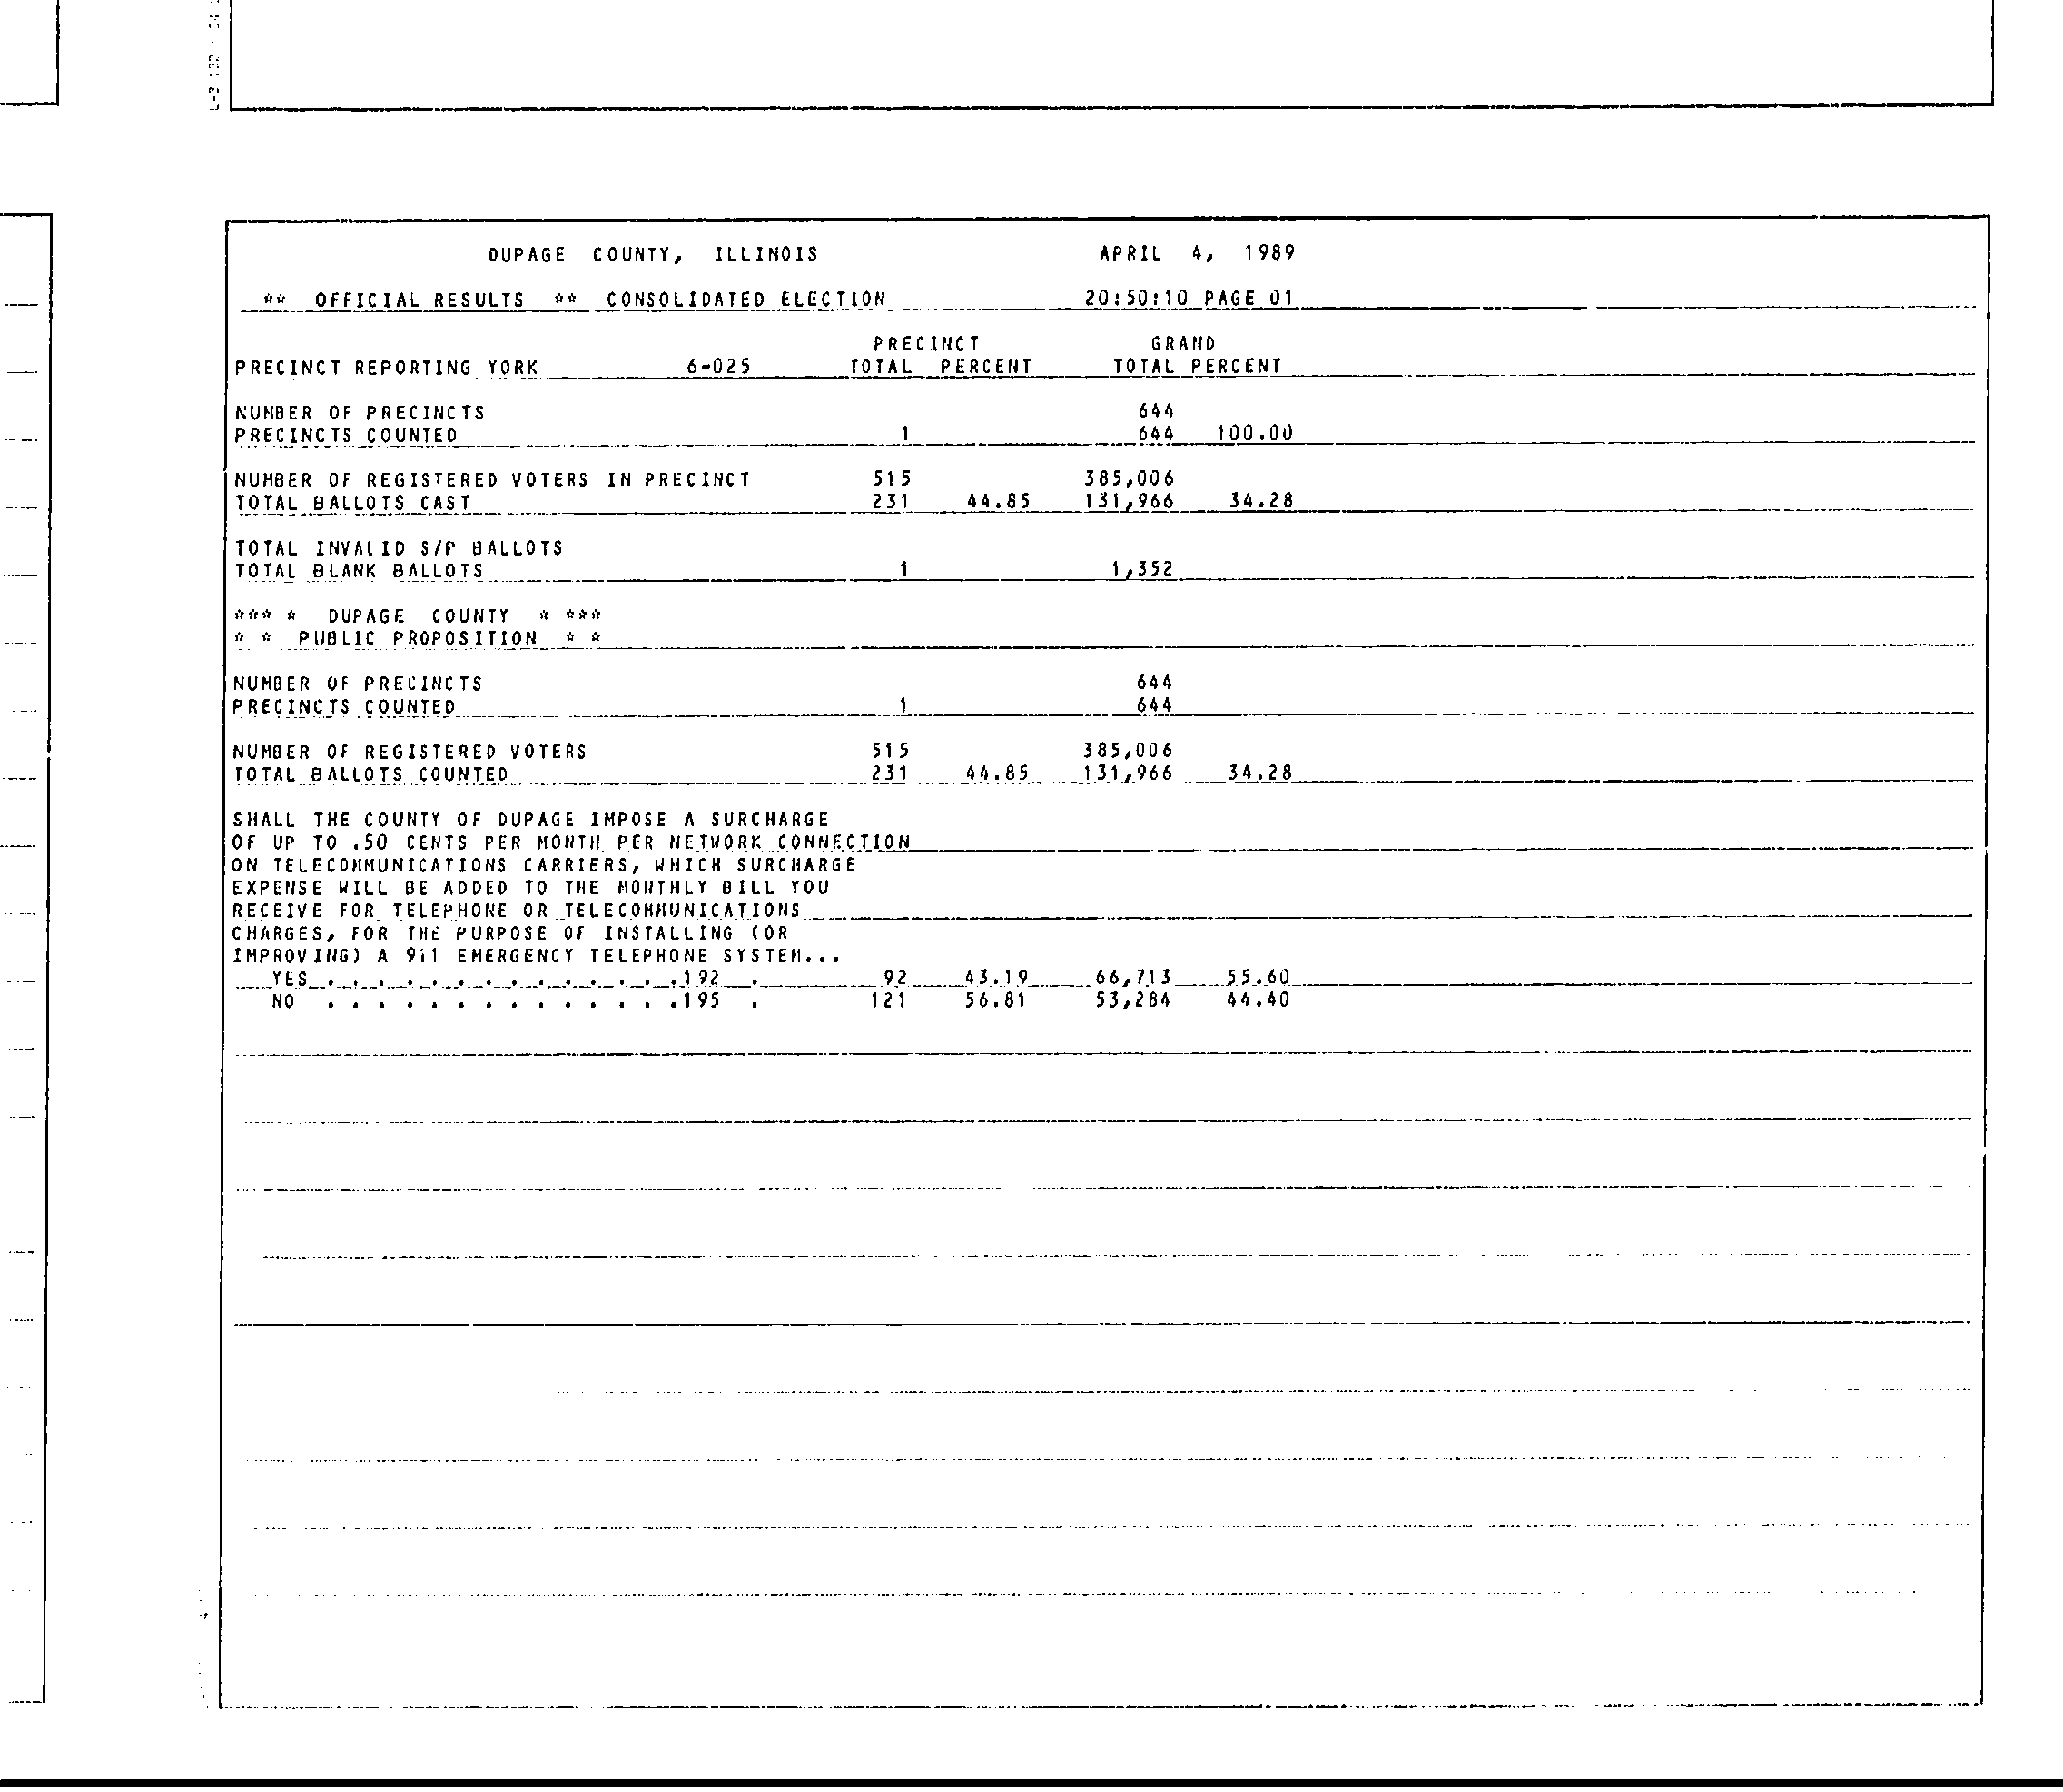 DUPAGE COUNTY, ILLINOIS APRIL 4, 1989
** OFFICIAL RESULTS ** CONSOLIDATED ELECTION 20:50:10 PAGE 01
PRECINCT GRAND
PRECINCT REPORTING YORK 6-025 TOTAL PERCENT TOTAL PERCENT
NUMBER OF PRECINCTS 644
PRECINCTS COUNTED 1 644 100.00
NUMBER OF REGISTERED VOTERS IN PRECINCT 515 385,006
TOTAL BALLOTS CAST 231 44.85 131,966 34.28
TOTAL INVALID S/P BALLOTS
TOTAL BLANK BALLOTS 1 1,352
*** * DUPAGE COUNTY * ***
* * PUBLIC PROPOSITION * *
NUMBER OF PRECINCTS 644
PRECINCTS COUNTED 1 644
NUMBER OF REGISTERED VOTERS 515 385,006
TOTAL BALLOTS COUNTED 231 44.85 131,966 34.28
SHALL THE COUNTY OF DUPAGE IMPOSE A SURCHARGE
OF UP TO .50 CENTS PER MONTH PER NETWORK CONNECTION
ON TELECOMMUNICATIONS CARRIERS, WHICH SURCHARGE
EXPENSE WILL BE ADDED TO THE MONTHLY BILL YOU
RECEIVE FOR TELEPHONE OR TELECOMMUNICATIONS
CHARGES, FOR THE PURPOSE OF INSTALLING (OR
IMPROVING) A 911 EMERGENCY TELEPHONE SYSTEM...
YES . . . . . . . . . . . . . .192 . 92 43.19 66,713 55.60
NO . . . . . . . . . . . . . .195 . 121 56.81 53,284 44.40